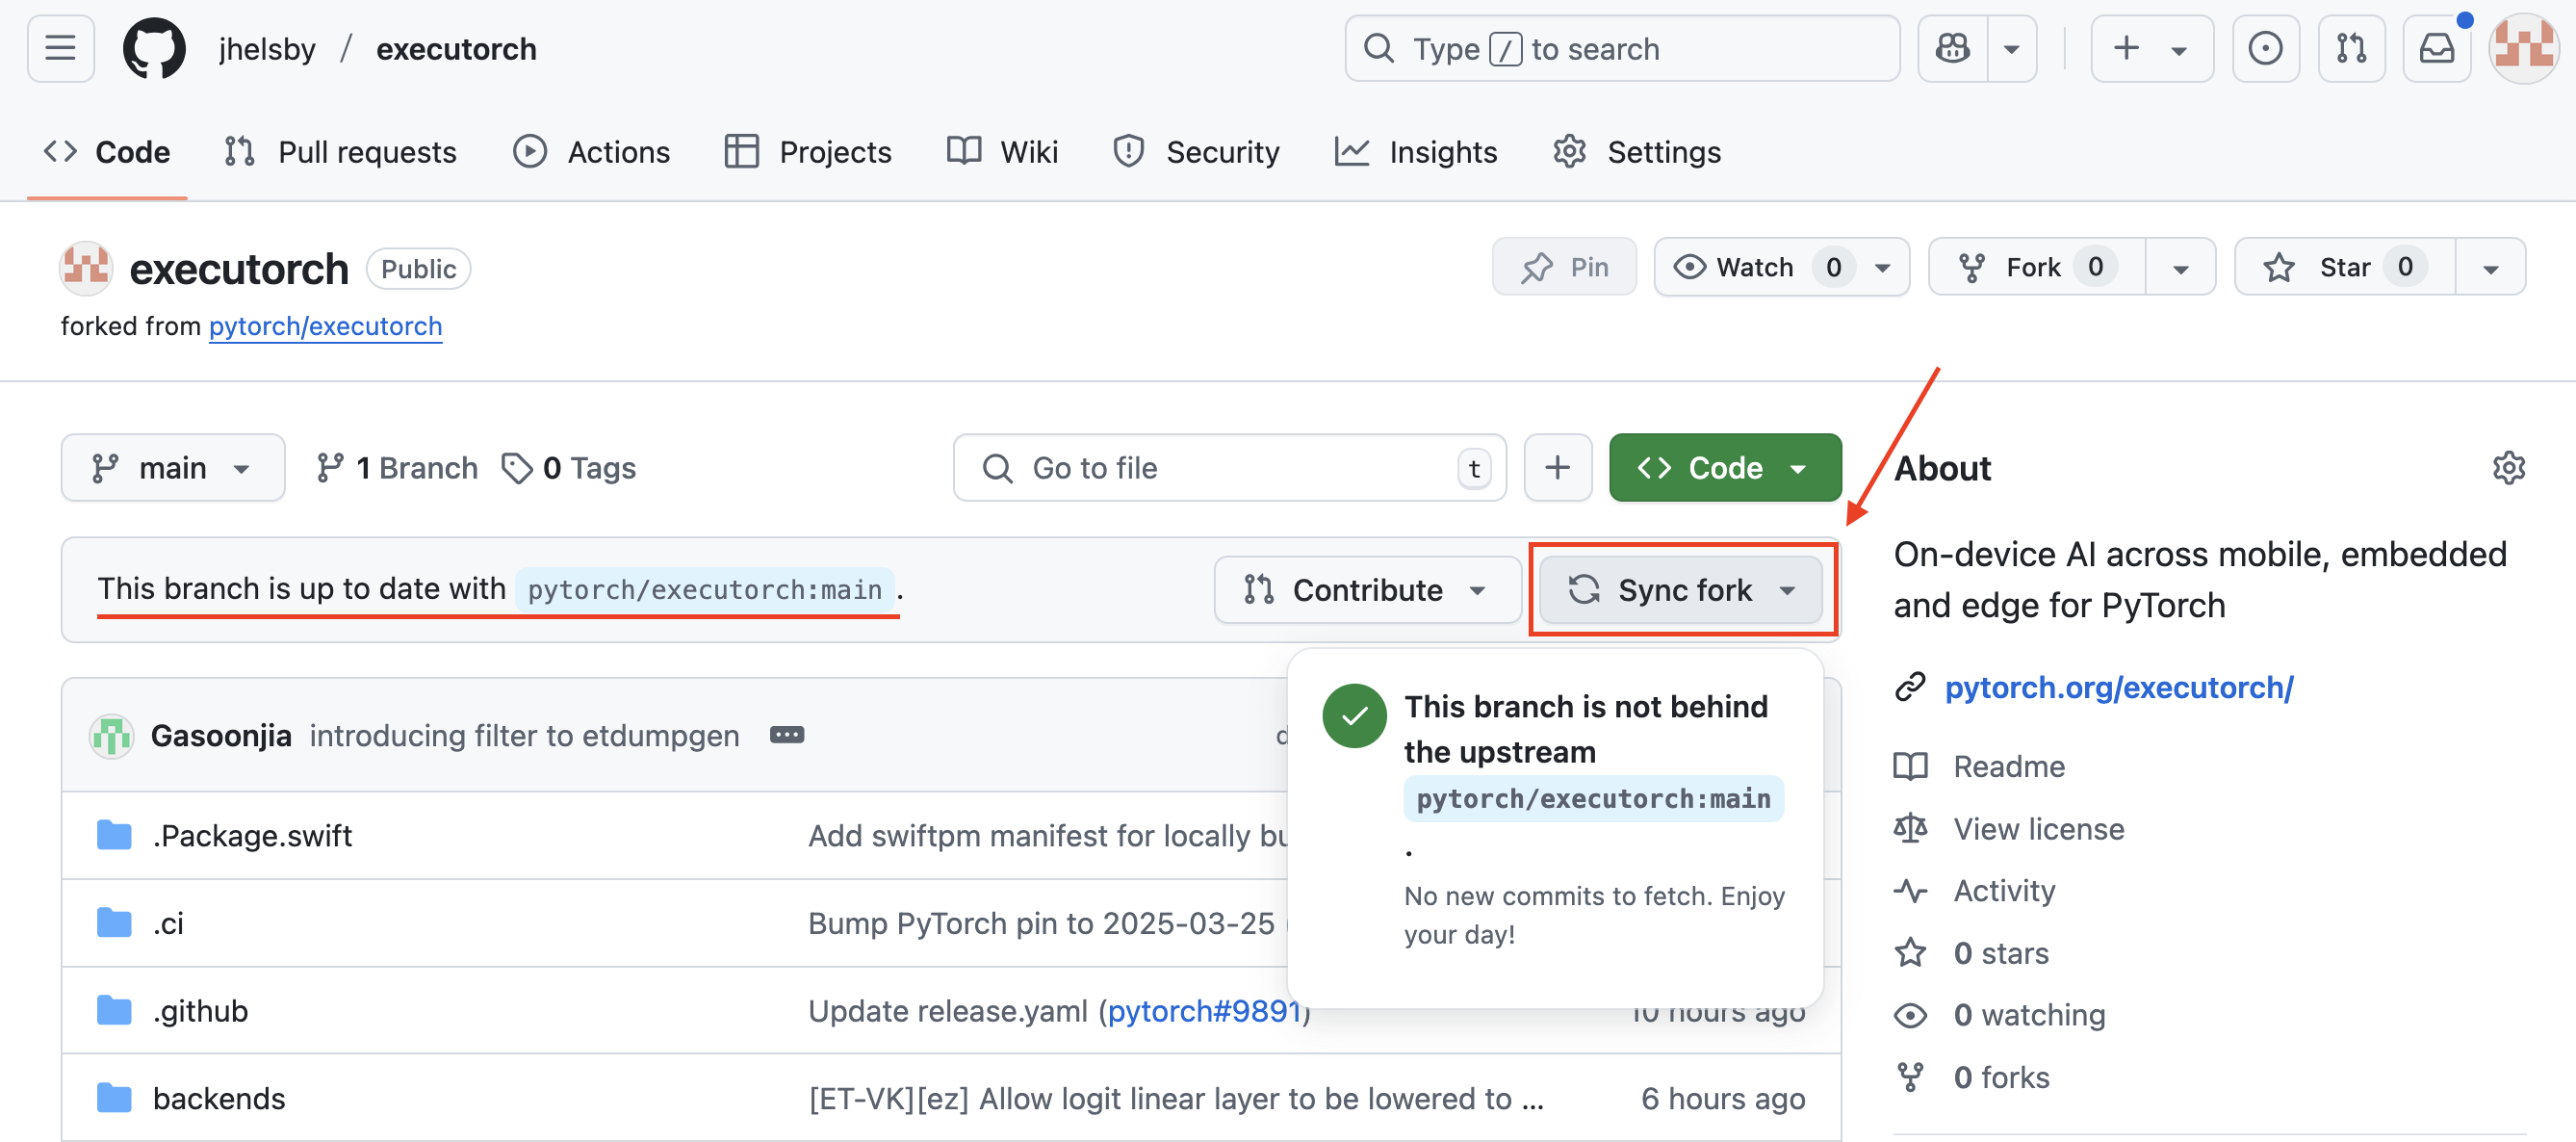 jhelsby / executorch
Type / to search
Code Pull requests Actions Projects Wiki Security Insights Settings
executorch Public
Pin Watch 0 Fork 0 Star 0
forked from pytorch/executorch
main 1 Branch 0 Tags Go to file t Code
About
This branch is up to date with pytorch/executorch:main .
Contribute Sync fork
On-device AI across mobile, embedded
and edge for PyTorch
pytorch.org/executorch/
This branch is not behind
the upstream
pytorch/executorch:main
.
No new commits to fetch. Enjoy
your day!
Gasoonjia introducing filter to etdumpgen
.Package.swift Add swiftpm manifest for locally
.ci Bump PyTorch pin to 2025-03-25
.github Update release.yaml (pytorch#9891) 10 hours ago
backends [ET-VK][ez] Allow logit linear layer to be lowered to ... 6 hours ago
Readme
View license
Activity
0 stars
0 watching
0 forks